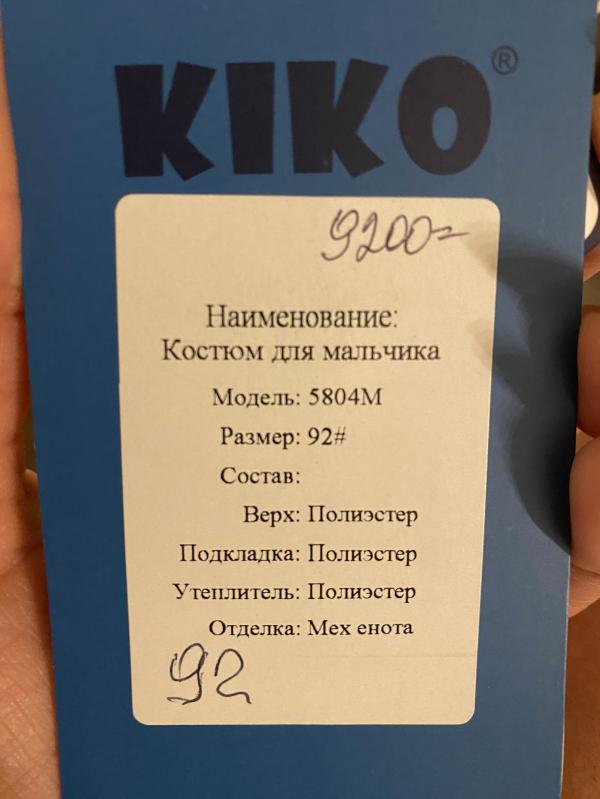 KIKO®
9200=
Наименование:
Костюм для мальчика
Модель: 5804М
Размер: 92#
Состав:
Верх: Полиэстер
Подкладка: Полиэстер
Утеплитель: Полиэстер
Отделка: Мех енота
92